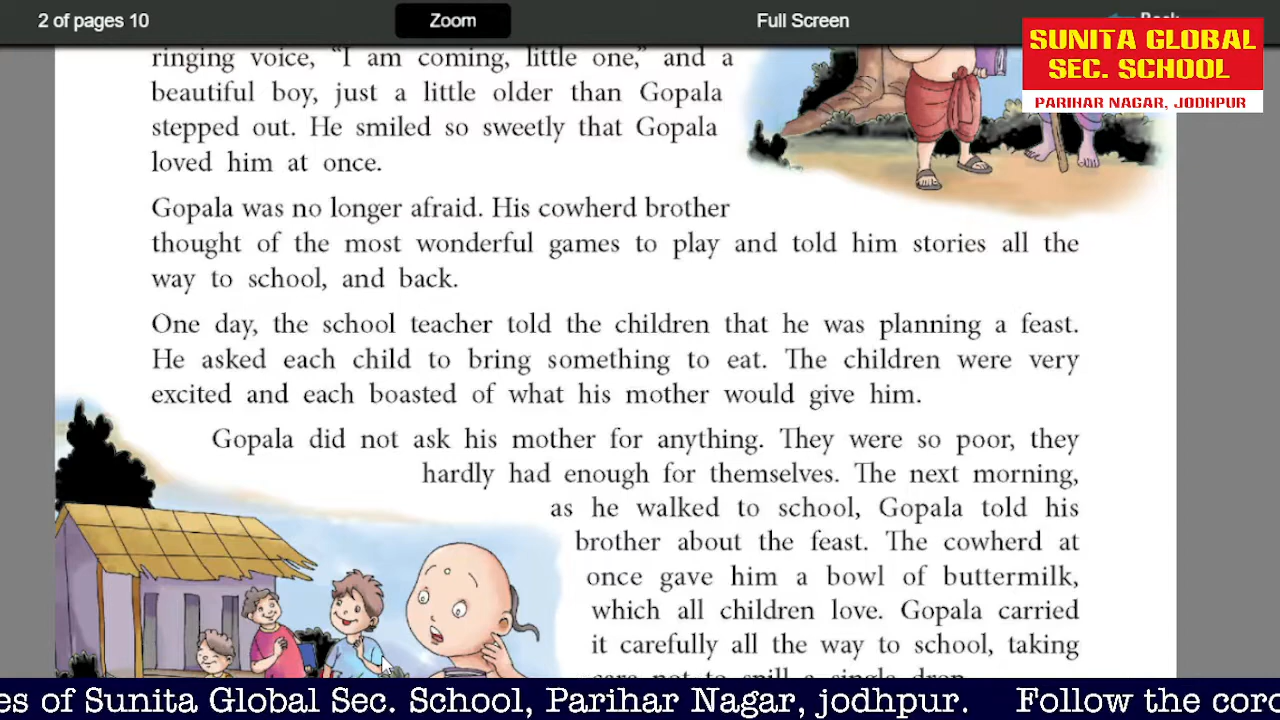 2 of pages 10
Zoom
Full Screen
Back
SUNITA GLOBAL
SEC. SCHOOL
PARIHAR NAGAR, JODHPUR
ringing voice, “I am coming, little one,” and a
beautiful boy, just a little older than Gopala
stepped out. He smiled so sweetly that Gopala
loved him at once.
Gopala was no longer afraid. His cowherd brother
thought of the most wonderful games to play and told him stories all the
way to school, and back.
One day, the school teacher told the children that he was planning a feast.
He asked each child to bring something to eat. The children were very
excited and each boasted of what his mother would give him.
Gopala did not ask his mother for anything. They were so poor, they
hardly had enough for themselves. The next morning,
as he walked to school, Gopala told his
brother about the feast. The cowherd at
once gave him a bowl of buttermilk,
which all children love. Gopala carried
it carefully all the way to school, taking
care not to spill a single drop
es of Sunita Global Sec. School, Parihar Nagar, jodhpur. Follow the